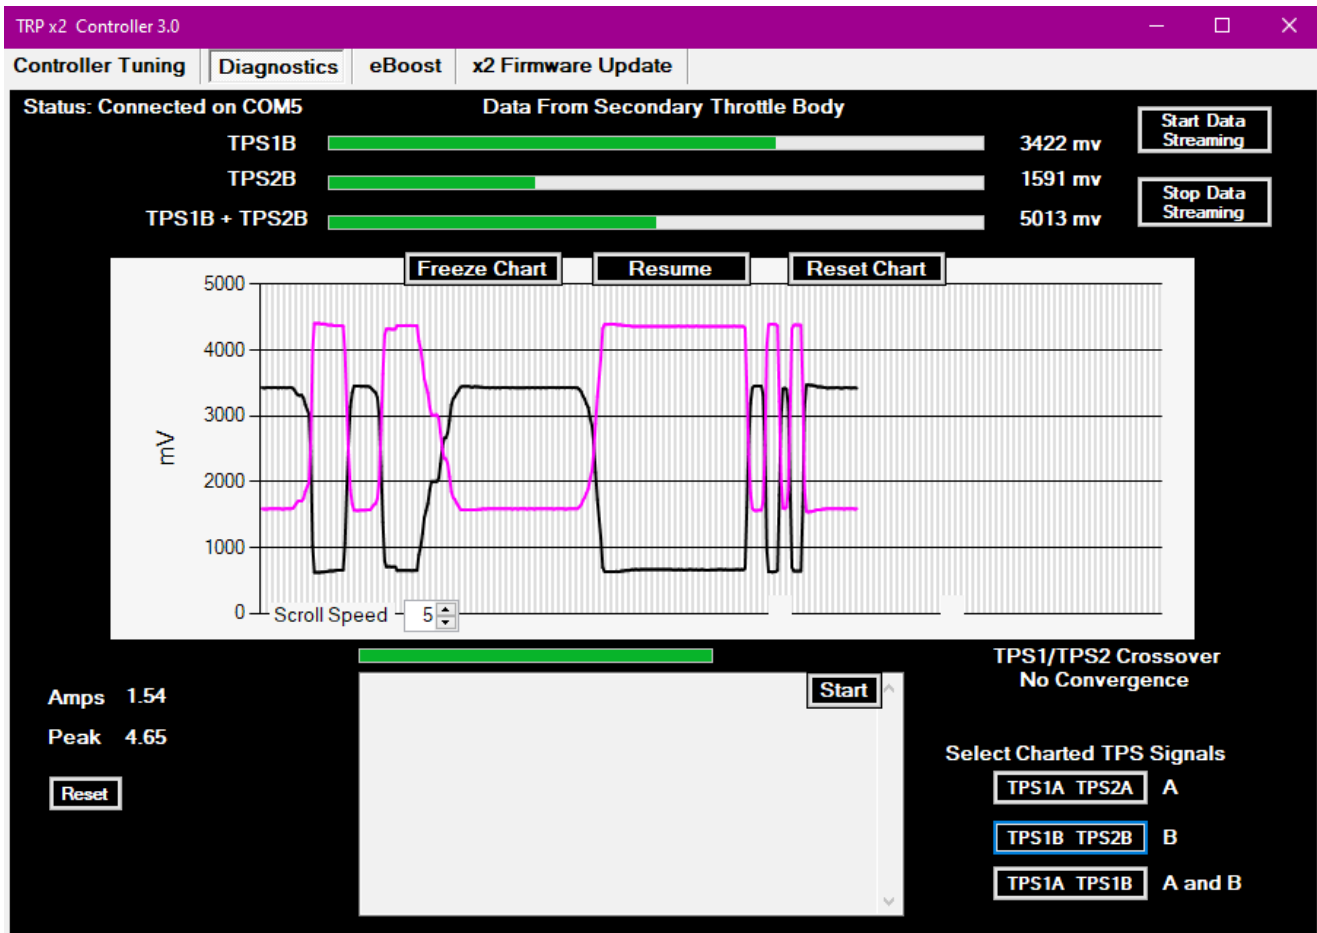 TRP x2 Controller 3.0
Controller Tuning Diagnostics eBoost x2 Firmware Update
Status: Connected on COM5 Data From Secondary Throttle Body
Start Data
Streaming
TPS1B 3422 mv
TPS2B 1591 mv
Stop Data
Streaming
TPS1B + TPS2B 5013 mv
Freeze Chart Resume Reset Chart
5000
4000
3000
mV
2000
1000
0 Scroll Speed 5
TPS1/TPS2 Crossover
No Convergence
Amps 1.54
Start
Peak 4.65
Reset
Select Charted TPS Signals
TPS1A TPS2A A
TPS1B TPS2B B
TPS1A TPS1B A and B